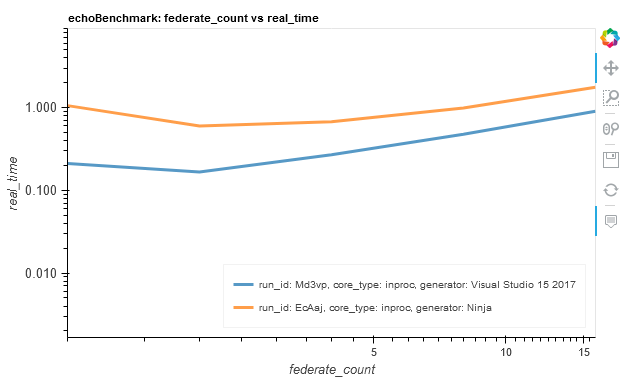 echoBenchmark: federate_count vs real_time
1.000
0.100
0.010
real_time
run_id: Md3vp, core_type: inproc, generator: Visual Studio 15 2017
run_id: EcAaj, core_type: inproc, generator: Ninja
5
10
15
federate_count